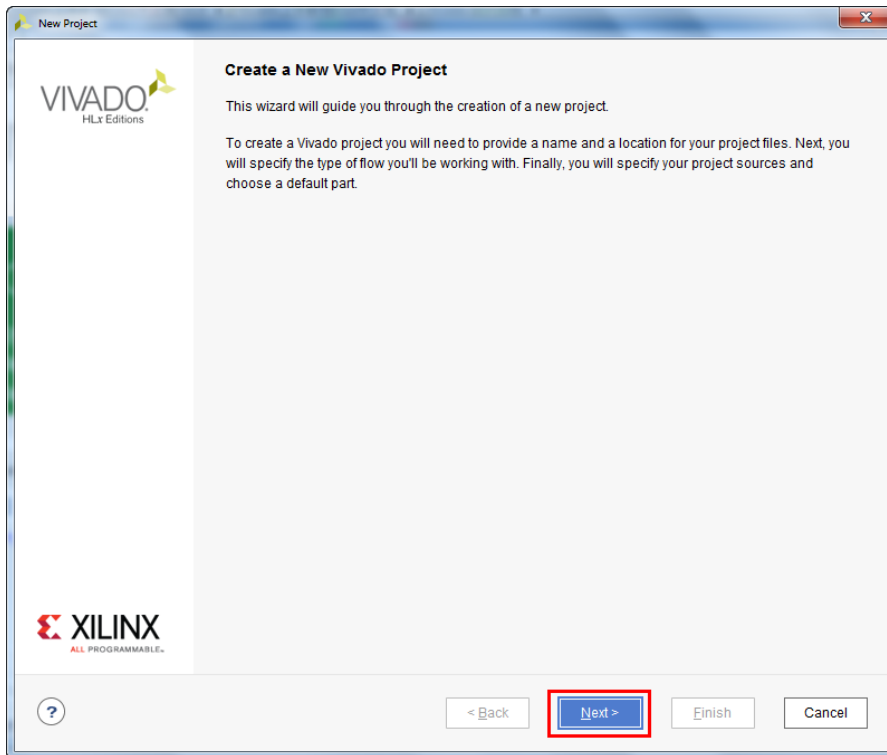 New Project
VIVADO.
HLx Editions
Create a New Vivado Project
This wizard will guide you through the creation of a new project.
To create a Vivado project you will need to provide a name and a location for your project files. Next, you
will specify the type of flow you'll be working with. Finally, you will specify your project sources and
choose a default part.
XILINX
ALL PROGRAMMABLE.
?
< Back
Next >
Finish
Cancel